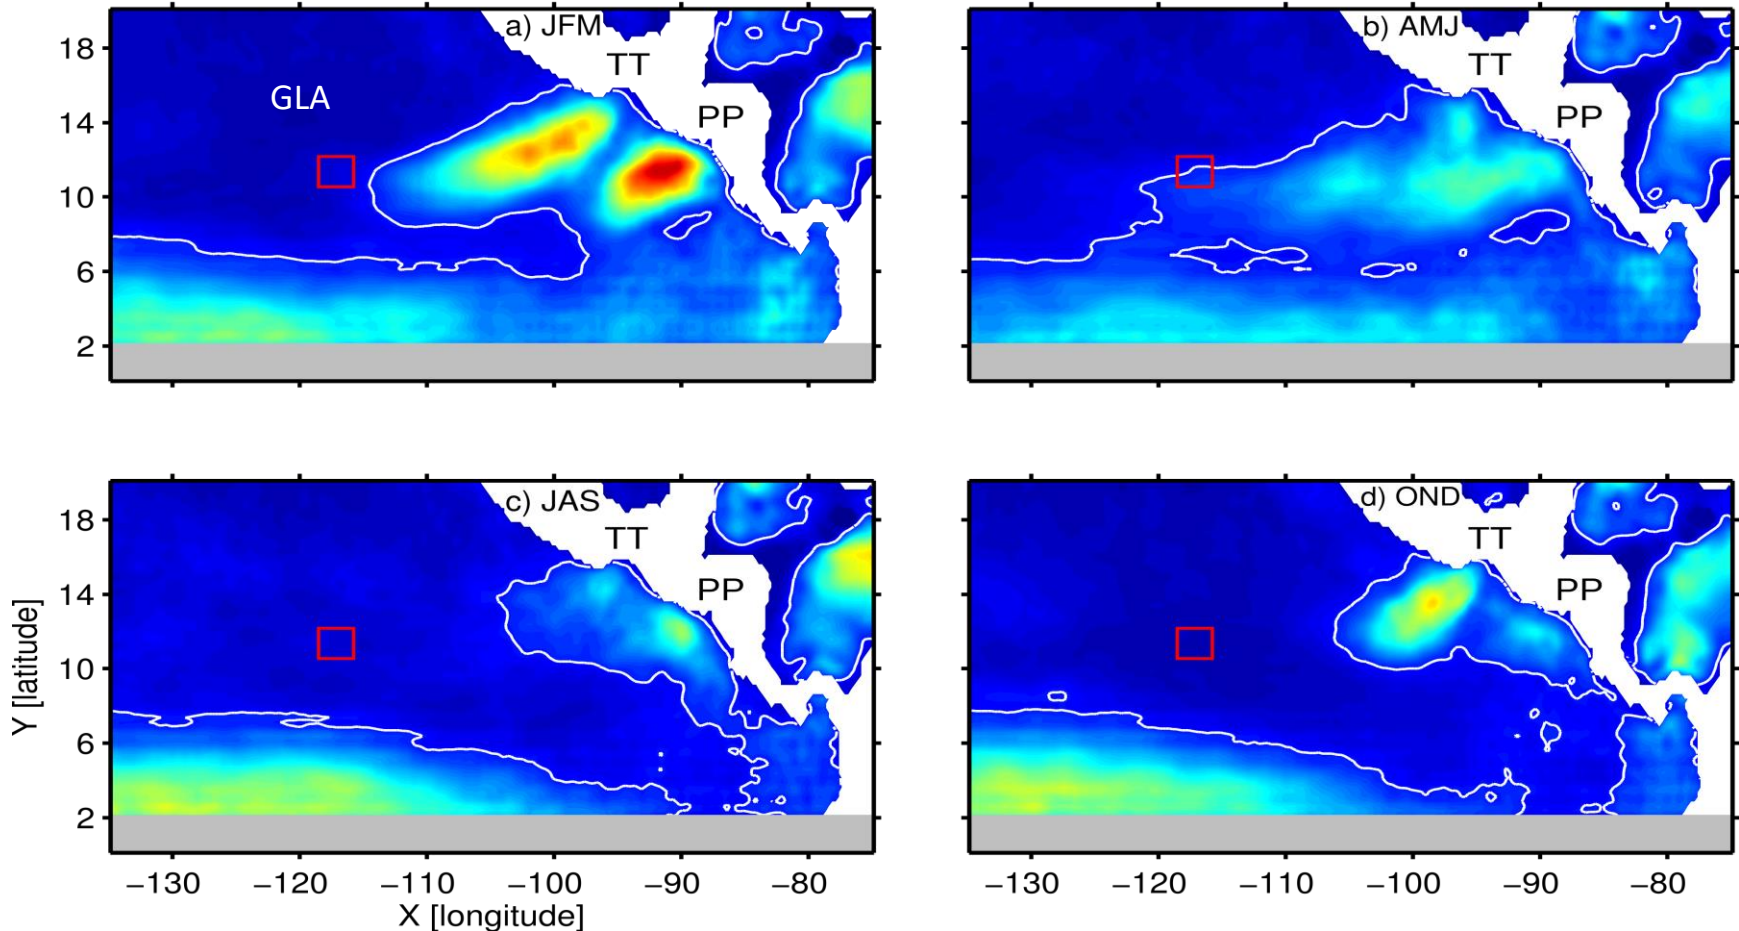 a) JFM
b) AMJ
TT
TT
GLA
PP
PP
18
14
10
6
2
−130 −120 −110 −100 −90 −80
c) JAS
d) OND
TT
TT
PP
PP
18
14
10
6
2
Y [latitude]
−130 −120 −110 −100 −90 −80
X [longitude]